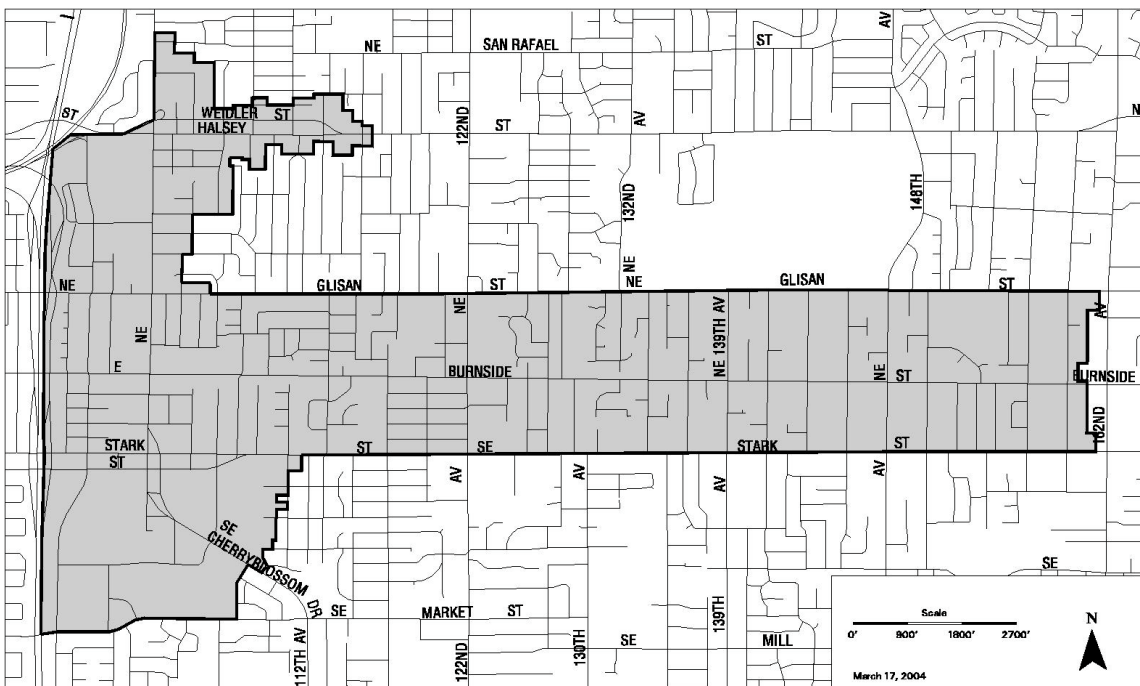 AV
NE SAN RAFAEL ST
ST
WEIDLER ST
HALSEY
122ND
ST
AV
N
132ND
148TH
NE
NE
GLISAN ST NE GLISAN ST
AV
NE
NE
NE 139TH AV
E
BURNSIDE
NE
ST
BURNSIDE
162ND
STARK
ST
ST SE STARK ST
AV
AV
AV
AV
SE
CHERRYBLOSSOM
DR
SE MARKET ST
SE
112TH AV
122ND
130TH
SE
139TH
MILL
Scale
0' 900' 1800' 2700'
N
March 17, 2004